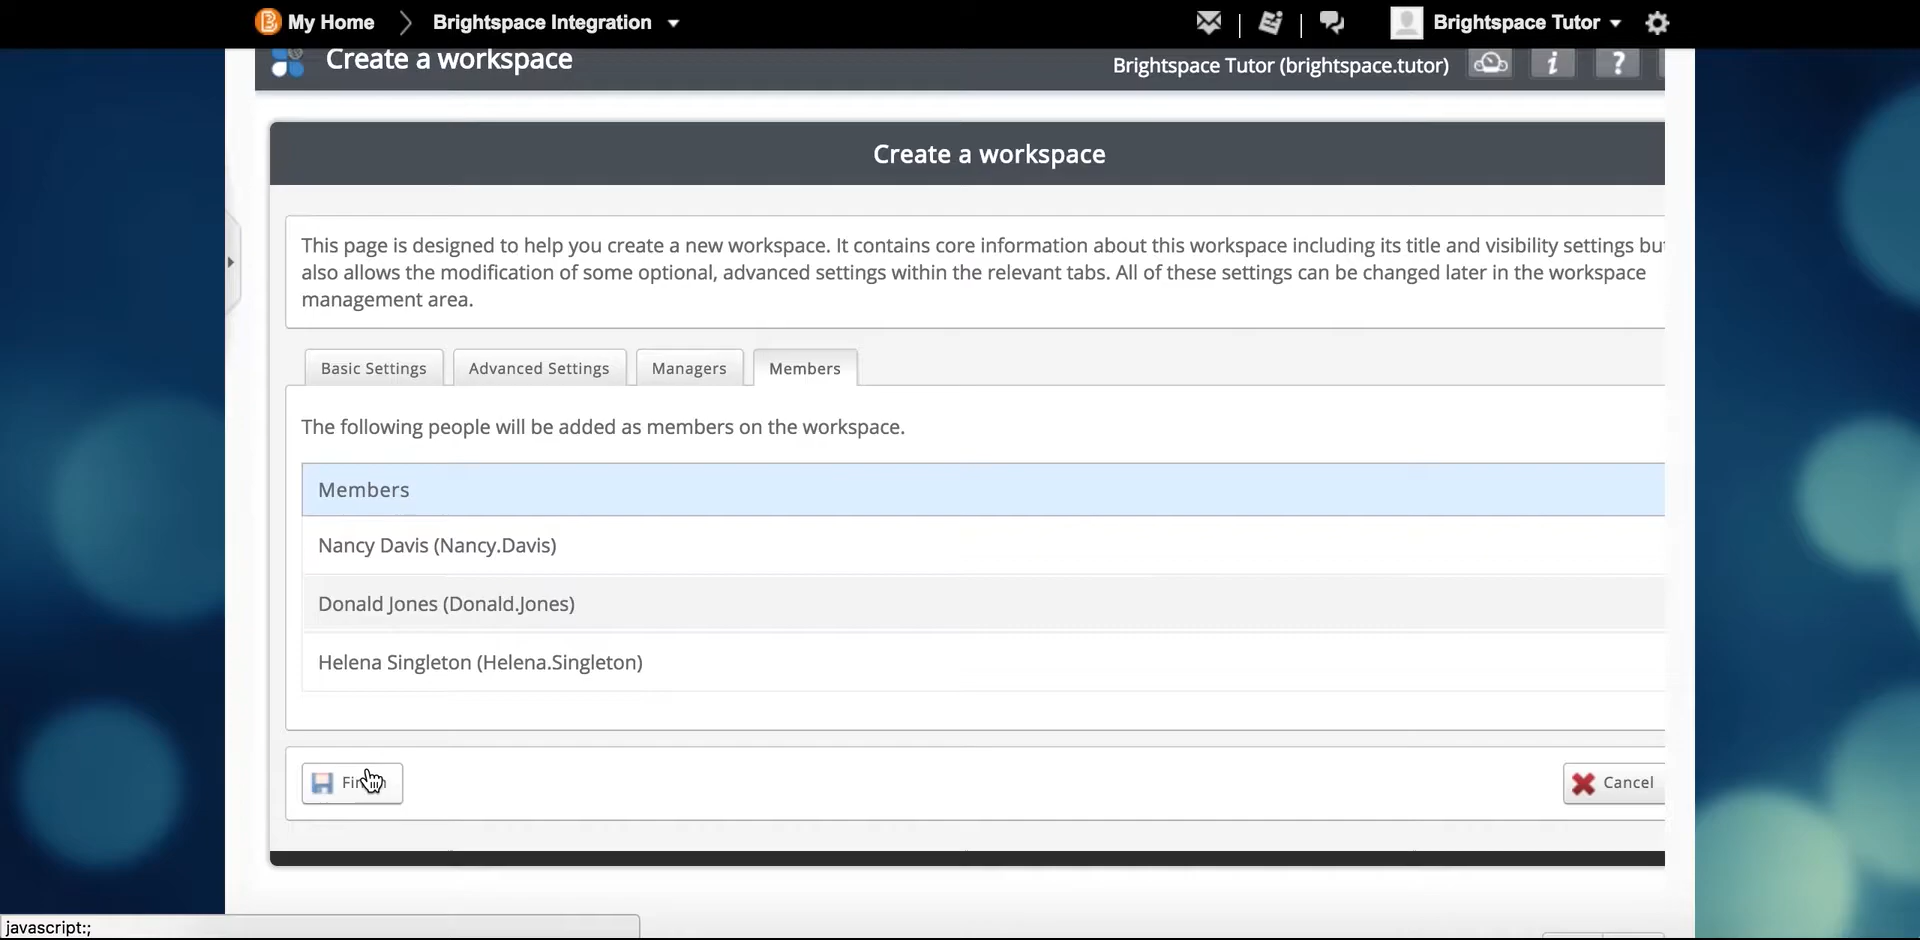 My Home
Brightspace Integration
Brightspace Tutor
Create a workspace
Brightspace Tutor (brightspace.tutor)
Create a workspace
This page is designed to help you create a new workspace. It contains core information about this workspace including its title and visibility settings but
also allows the modification of some optional, advanced settings within the relevant tabs. All of these settings can be changed later in the workspace
management area.
Basic Settings
Advanced Settings
Managers
Members
The following people will be added as members on the workspace.
Members
Nancy Davis (Nancy.Davis)
Donald Jones (Donald.Jones)
Helena Singleton (Helena.Singleton)
Cancel
javascript:;